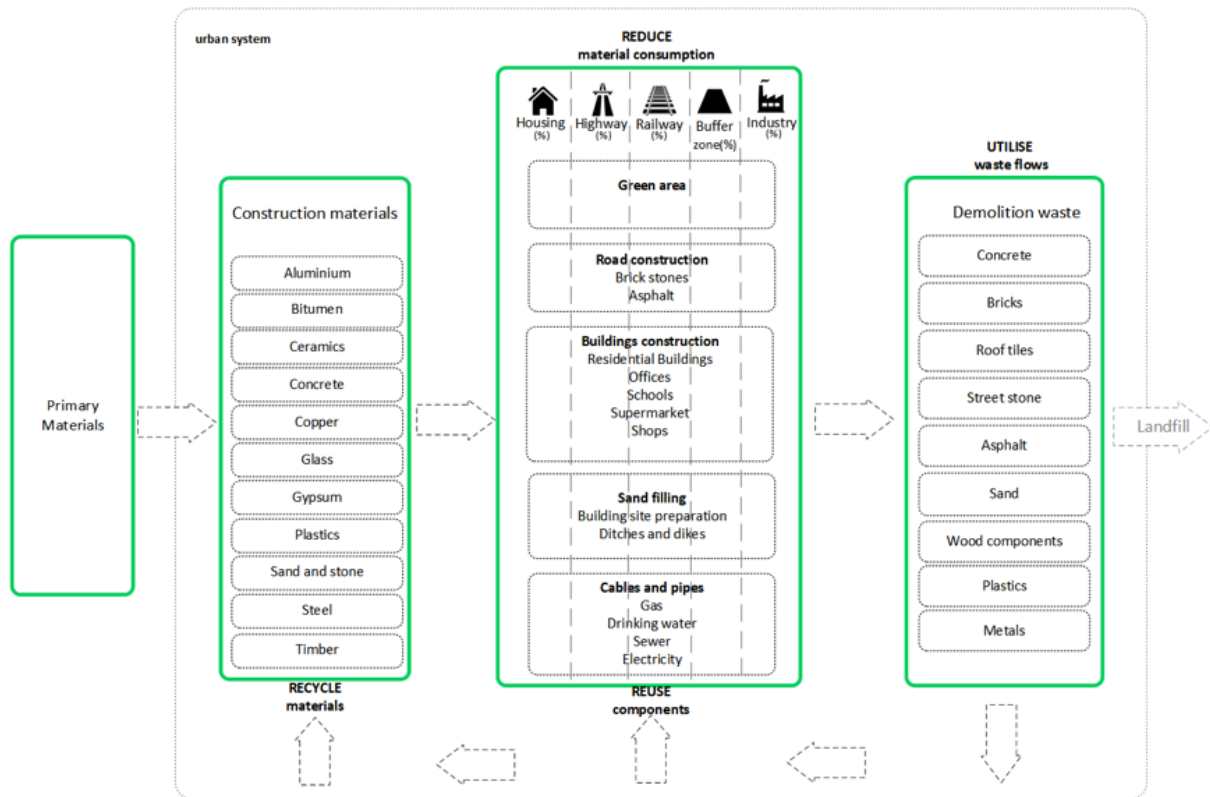 urban system
REDUCE
material consumption
Housing
(%)
Highway
(%)
Railway
(%)
Buffer
zone(%)
Industry
(%)
UTILISE
waste flows
Primary
Materials
Construction materials
Aluminium
Bitumen
Ceramics
Concrete
Copper
Glass
Gypsum
Plastics
Sand and stone
Steel
Timber
RECYCLE
materials
Green area
Road construction
Brick stones
Asphalt
Buildings construction
Residential Buildings
Offices
Schools
Supermarket
Shops
Sand filling
Building site preparation
Ditches and dikes
Cables and pipes
Gas
Drinking water
Sewer
Electricity
REUSE
components
Demolition waste
Concrete
Bricks
Roof tiles
Street stone
Asphalt
Sand
Wood components
Plastics
Metals
Landfill